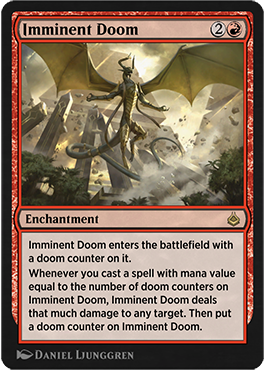 Imminent Doom 2
Enchantment
Imminent Doom enters the battlefield with
a doom counter on it.
Whenever you cast a spell with mana value
equal to the number of doom counters on
Imminent Doom, Imminent Doom deals
that much damage to any target. Then put
a doom counter on Imminent Doom.
Daniel Ljunggren